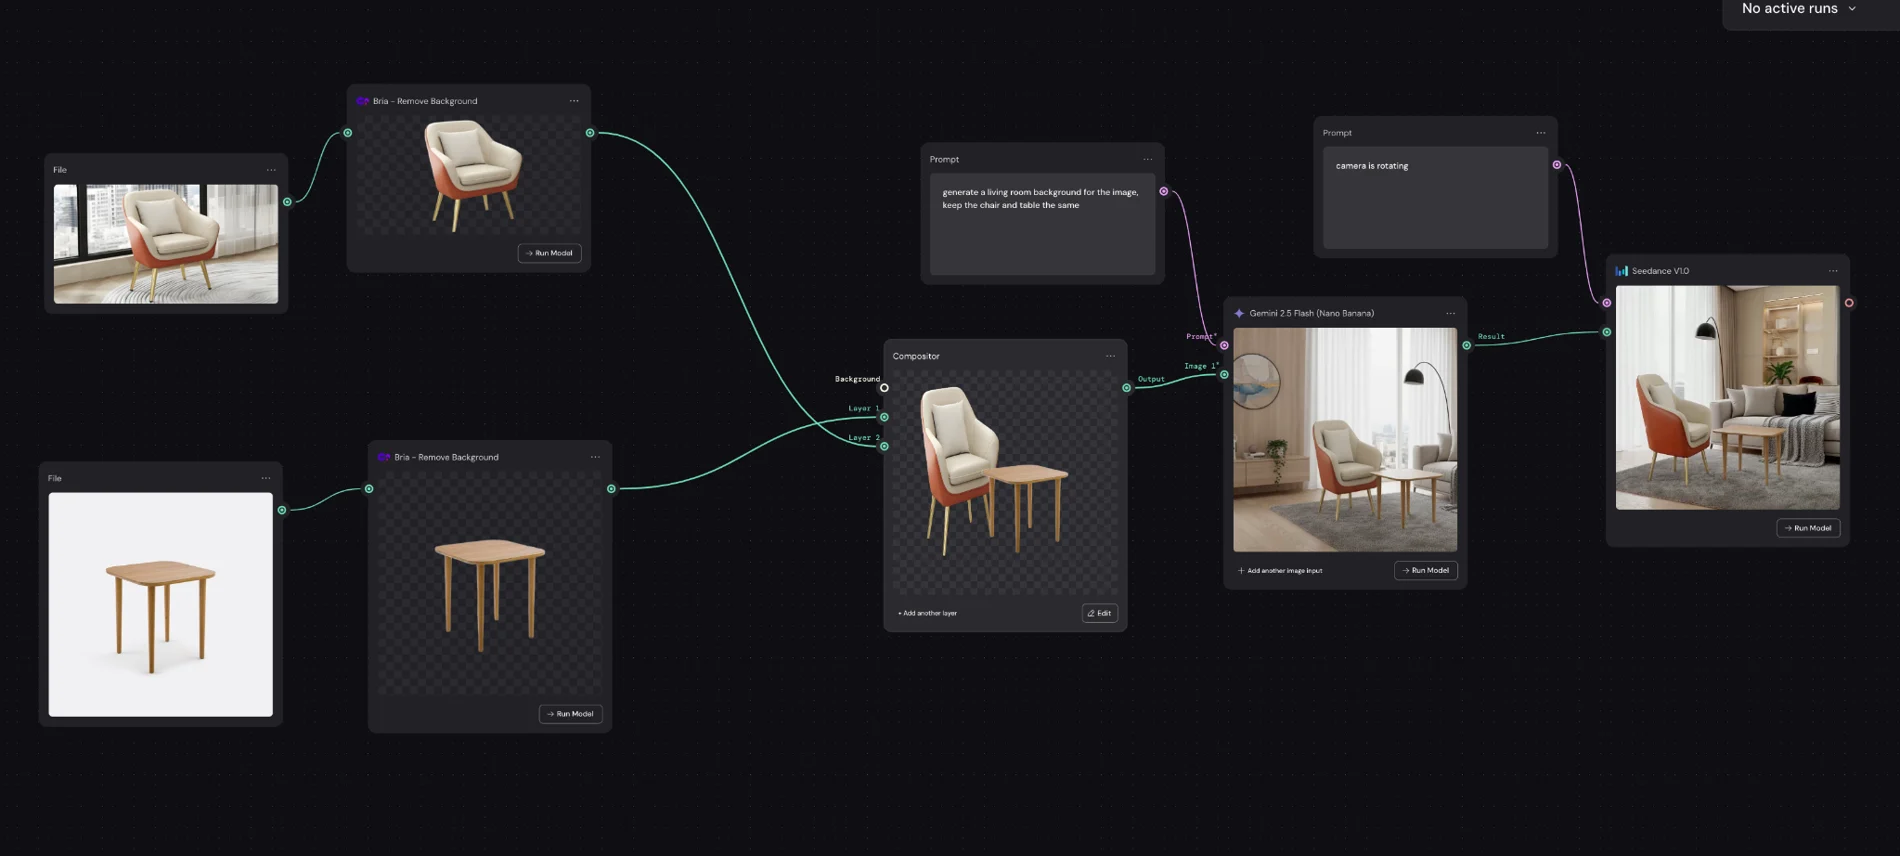 No active runs
Bria - Remove Background
Run Model
File
Prompt
generate a living room background for the image,
keep the chair and table the same
Prompt
camera is rotating
Seedance V1.0
Run Model
Gemini 2.5 Flash (Nano Banana)
Prompt*
Image 1*
Result
+ Add another image input
Run Model
Compositor
Background
Layer 1
Layer 2
Output
+ Add another layer
Edit
File
Bria - Remove Background
Run Model